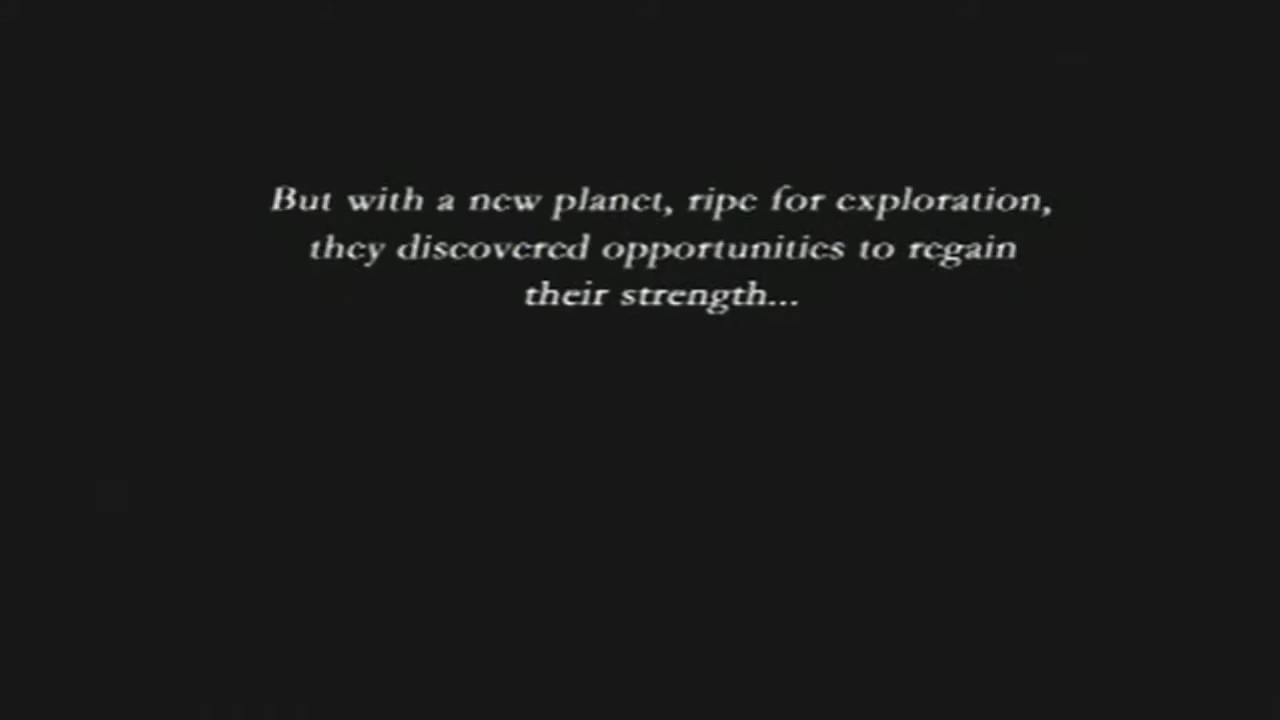 But with a new planet, ripe for exploration,
they discovered opportunities to regain
their strength...